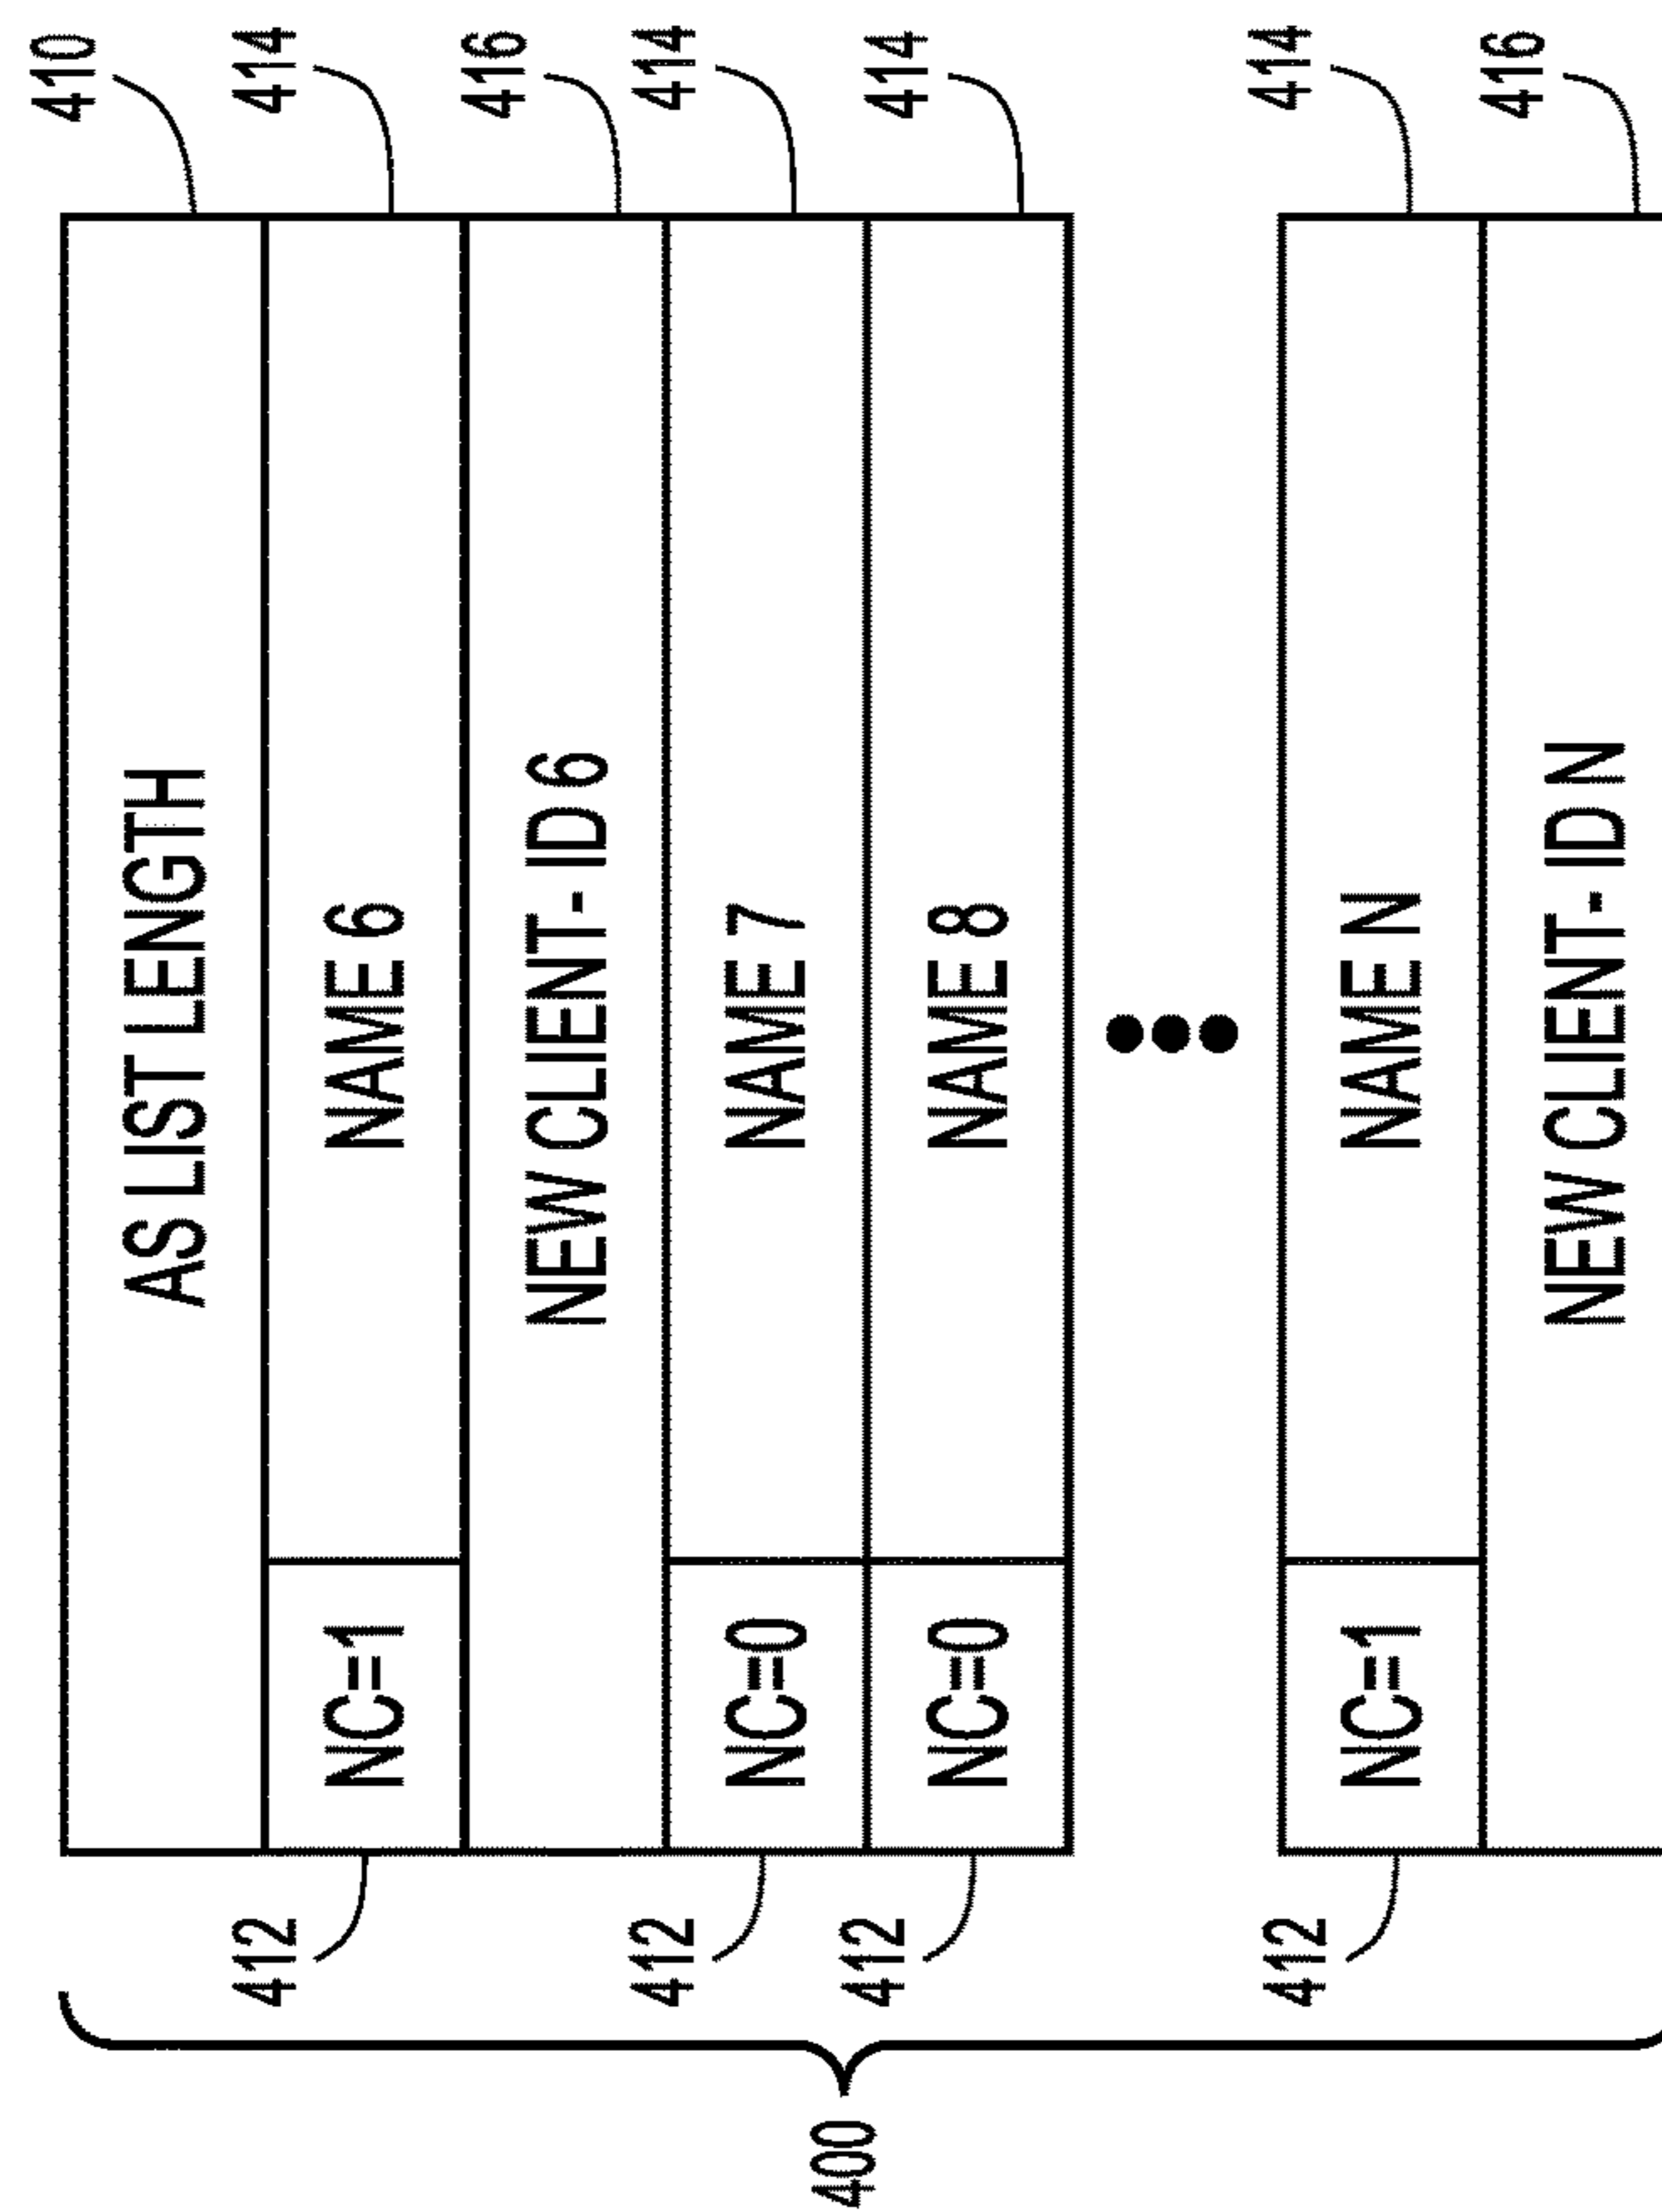 AS LIST LENGTH 410
412 NC=1 NAME 6 414
NEW CLIENT- ID 6 416
412 NC=0 NAME 7 414
412 NC=0 NAME 8 414
400
412 NC=1 NAME N 414
NEW CLIENT- ID N 416